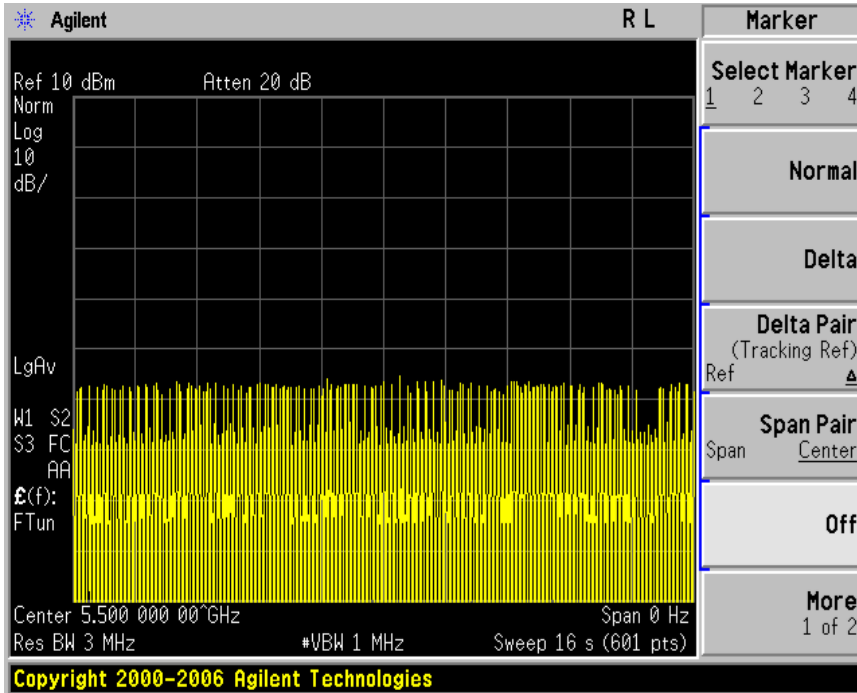 Agilent
R L
Marker
Ref 10 dBm
Atten 20 dB
Norm
Log
10
dB/
LgAv
W1 S2
S3 FC
AA
£(f):
FTun
Center 5.500 000 00^GHz
Span 0 Hz
Res BW 3 MHz
#VBW 1 MHz
Sweep 16 s (601 pts)
Select Marker
1 2 3 4
Normal
Delta
Delta Pair
(Tracking Ref)
Ref Δ
Span Pair
Span Center
Off
More
1 of 2
Copyright 2000-2006 Agilent Technologies